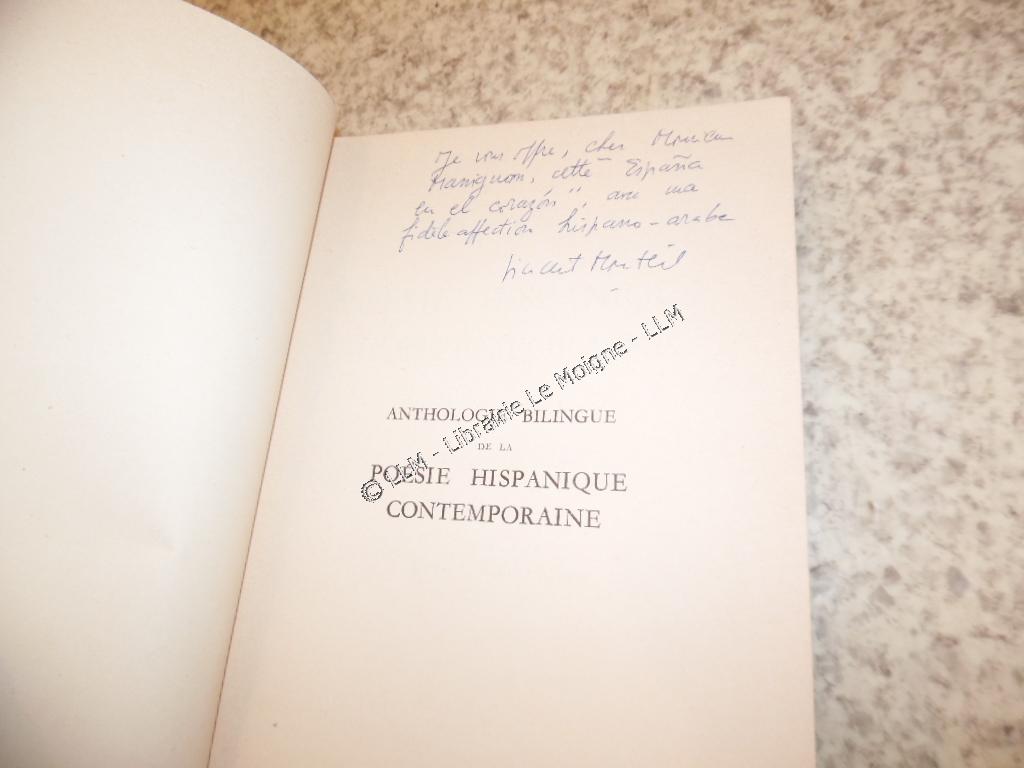 Je vous offre, cher Monsieur
Massignon, cette "España
en el corazón", avec ma
fidèle affection hispano-arabe
Vincent Monteil
ANTHOLOGIE BILINGUE
DE LA
POÉSIE HISPANIQUE
CONTEMPORAINE
© LLM - Librairie Le Moigne - LLM